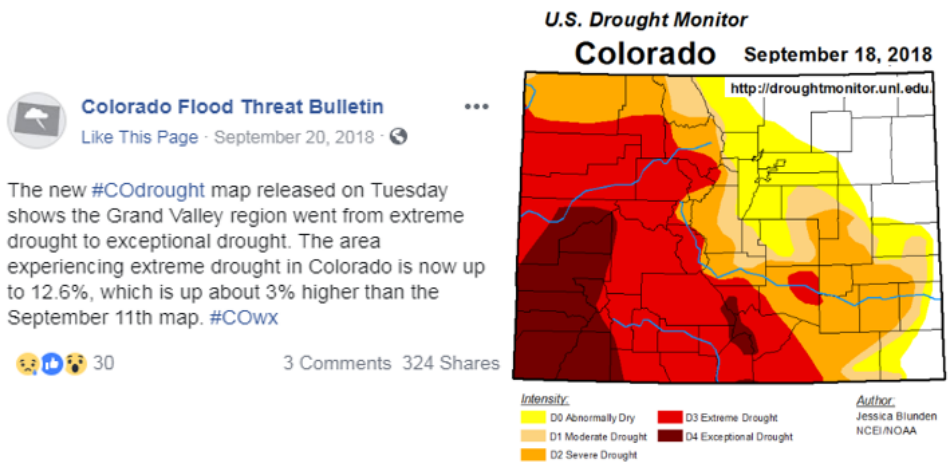 Colorado Flood Threat Bulletin
Like This Page · September 20, 2018 ·
The new #COdrought map released on Tuesday
shows the Grand Valley region went from extreme
drought to exceptional drought. The area
experiencing extreme drought in Colorado is now up
to 12.6%, which is up about 3% higher than the
September 11th map. #COwx
30
3 Comments 324 Shares
U.S. Drought Monitor
Colorado September 18, 2018
http://droughtmonitor.unl.edu
Intensity:
D0 Abnormally Dry
D1 Moderate Drought
D2 Severe Drought
D3 Extreme Drought
D4 Exceptional Drought
Author:
Jessica Blunden
NCEI/NOAA